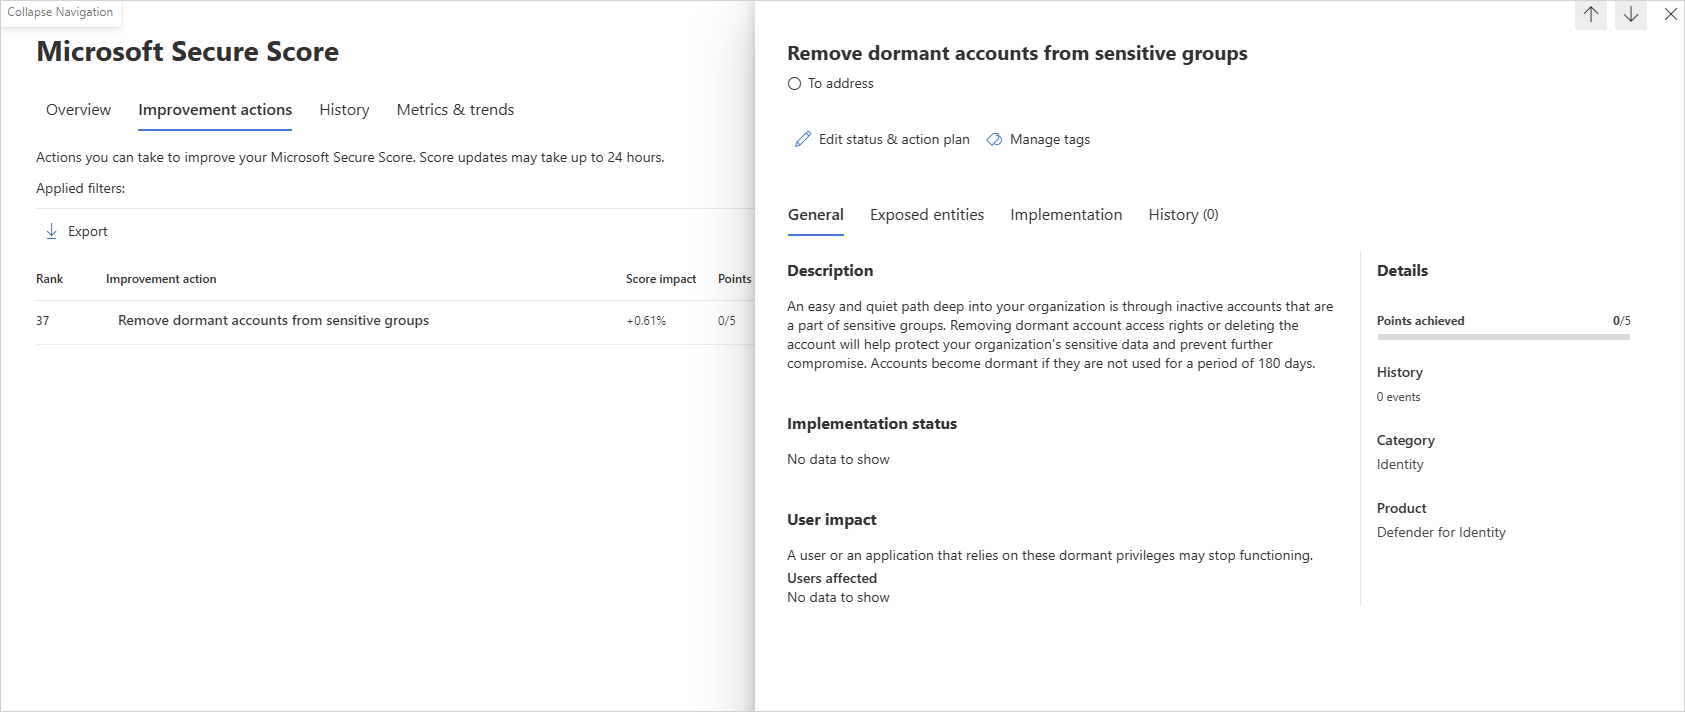 Collapse Navigation
Microsoft Secure Score
Overview
Improvement actions
History
Metrics & trends
Actions you can take to improve your Microsoft Secure Score. Score updates may take up to 24 hours.
Applied filters:
Export
Rank
Improvement action
Score impact
Points
37
Remove dormant accounts from sensitive groups
+0.61%
0/5
Remove dormant accounts from sensitive groups
To address
Edit status & action plan
Manage tags
General
Exposed entities
Implementation
History (0)
Description
An easy and quiet path deep into your organization is through inactive accounts that are
a part of sensitive groups. Removing dormant account access rights or deleting the
account will help protect your organization's sensitive data and prevent further
compromise. Accounts become dormant if they are not used for a period of 180 days.
Implementation status
No data to show
User impact
A user or an application that relies on these dormant privileges may stop functioning.
Users affected
No data to show
Details
Points achieved
0/5
History
0 events
Category
Identity
Product
Defender for Identity